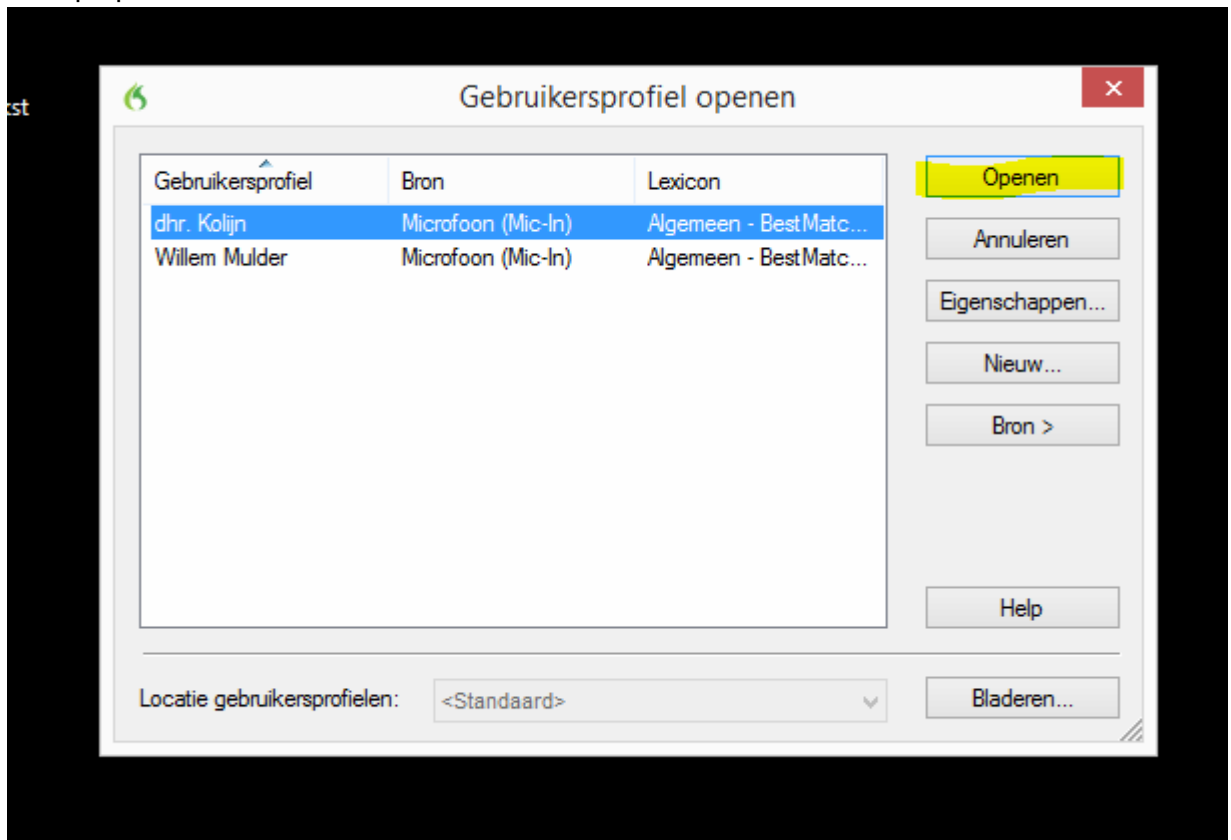 st
Gebruikersprofiel openen
Gebruikersprofiel Bron Lexicon
dhr. Kolijn Microfoon (Mic-In) Algemeen - BestMatc...
Willem Mulder Microfoon (Mic-In) Algemeen - BestMatc...
Openen
Annuleren
Eigenschappen...
Nieuw...
Bron >
Help
Locatie gebruikersprofielen: <Standaard>
Bladeren...